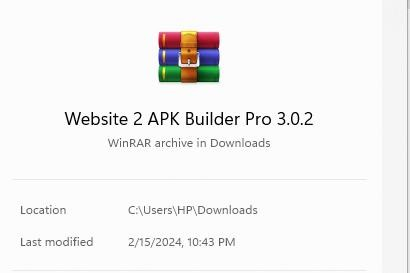 Website 2 APK Builder Pro 3.0.2
WinRAR archive in Downloads
Location C:\Users\HP\Downloads
Last modified 2/15/2024, 10:43 PM